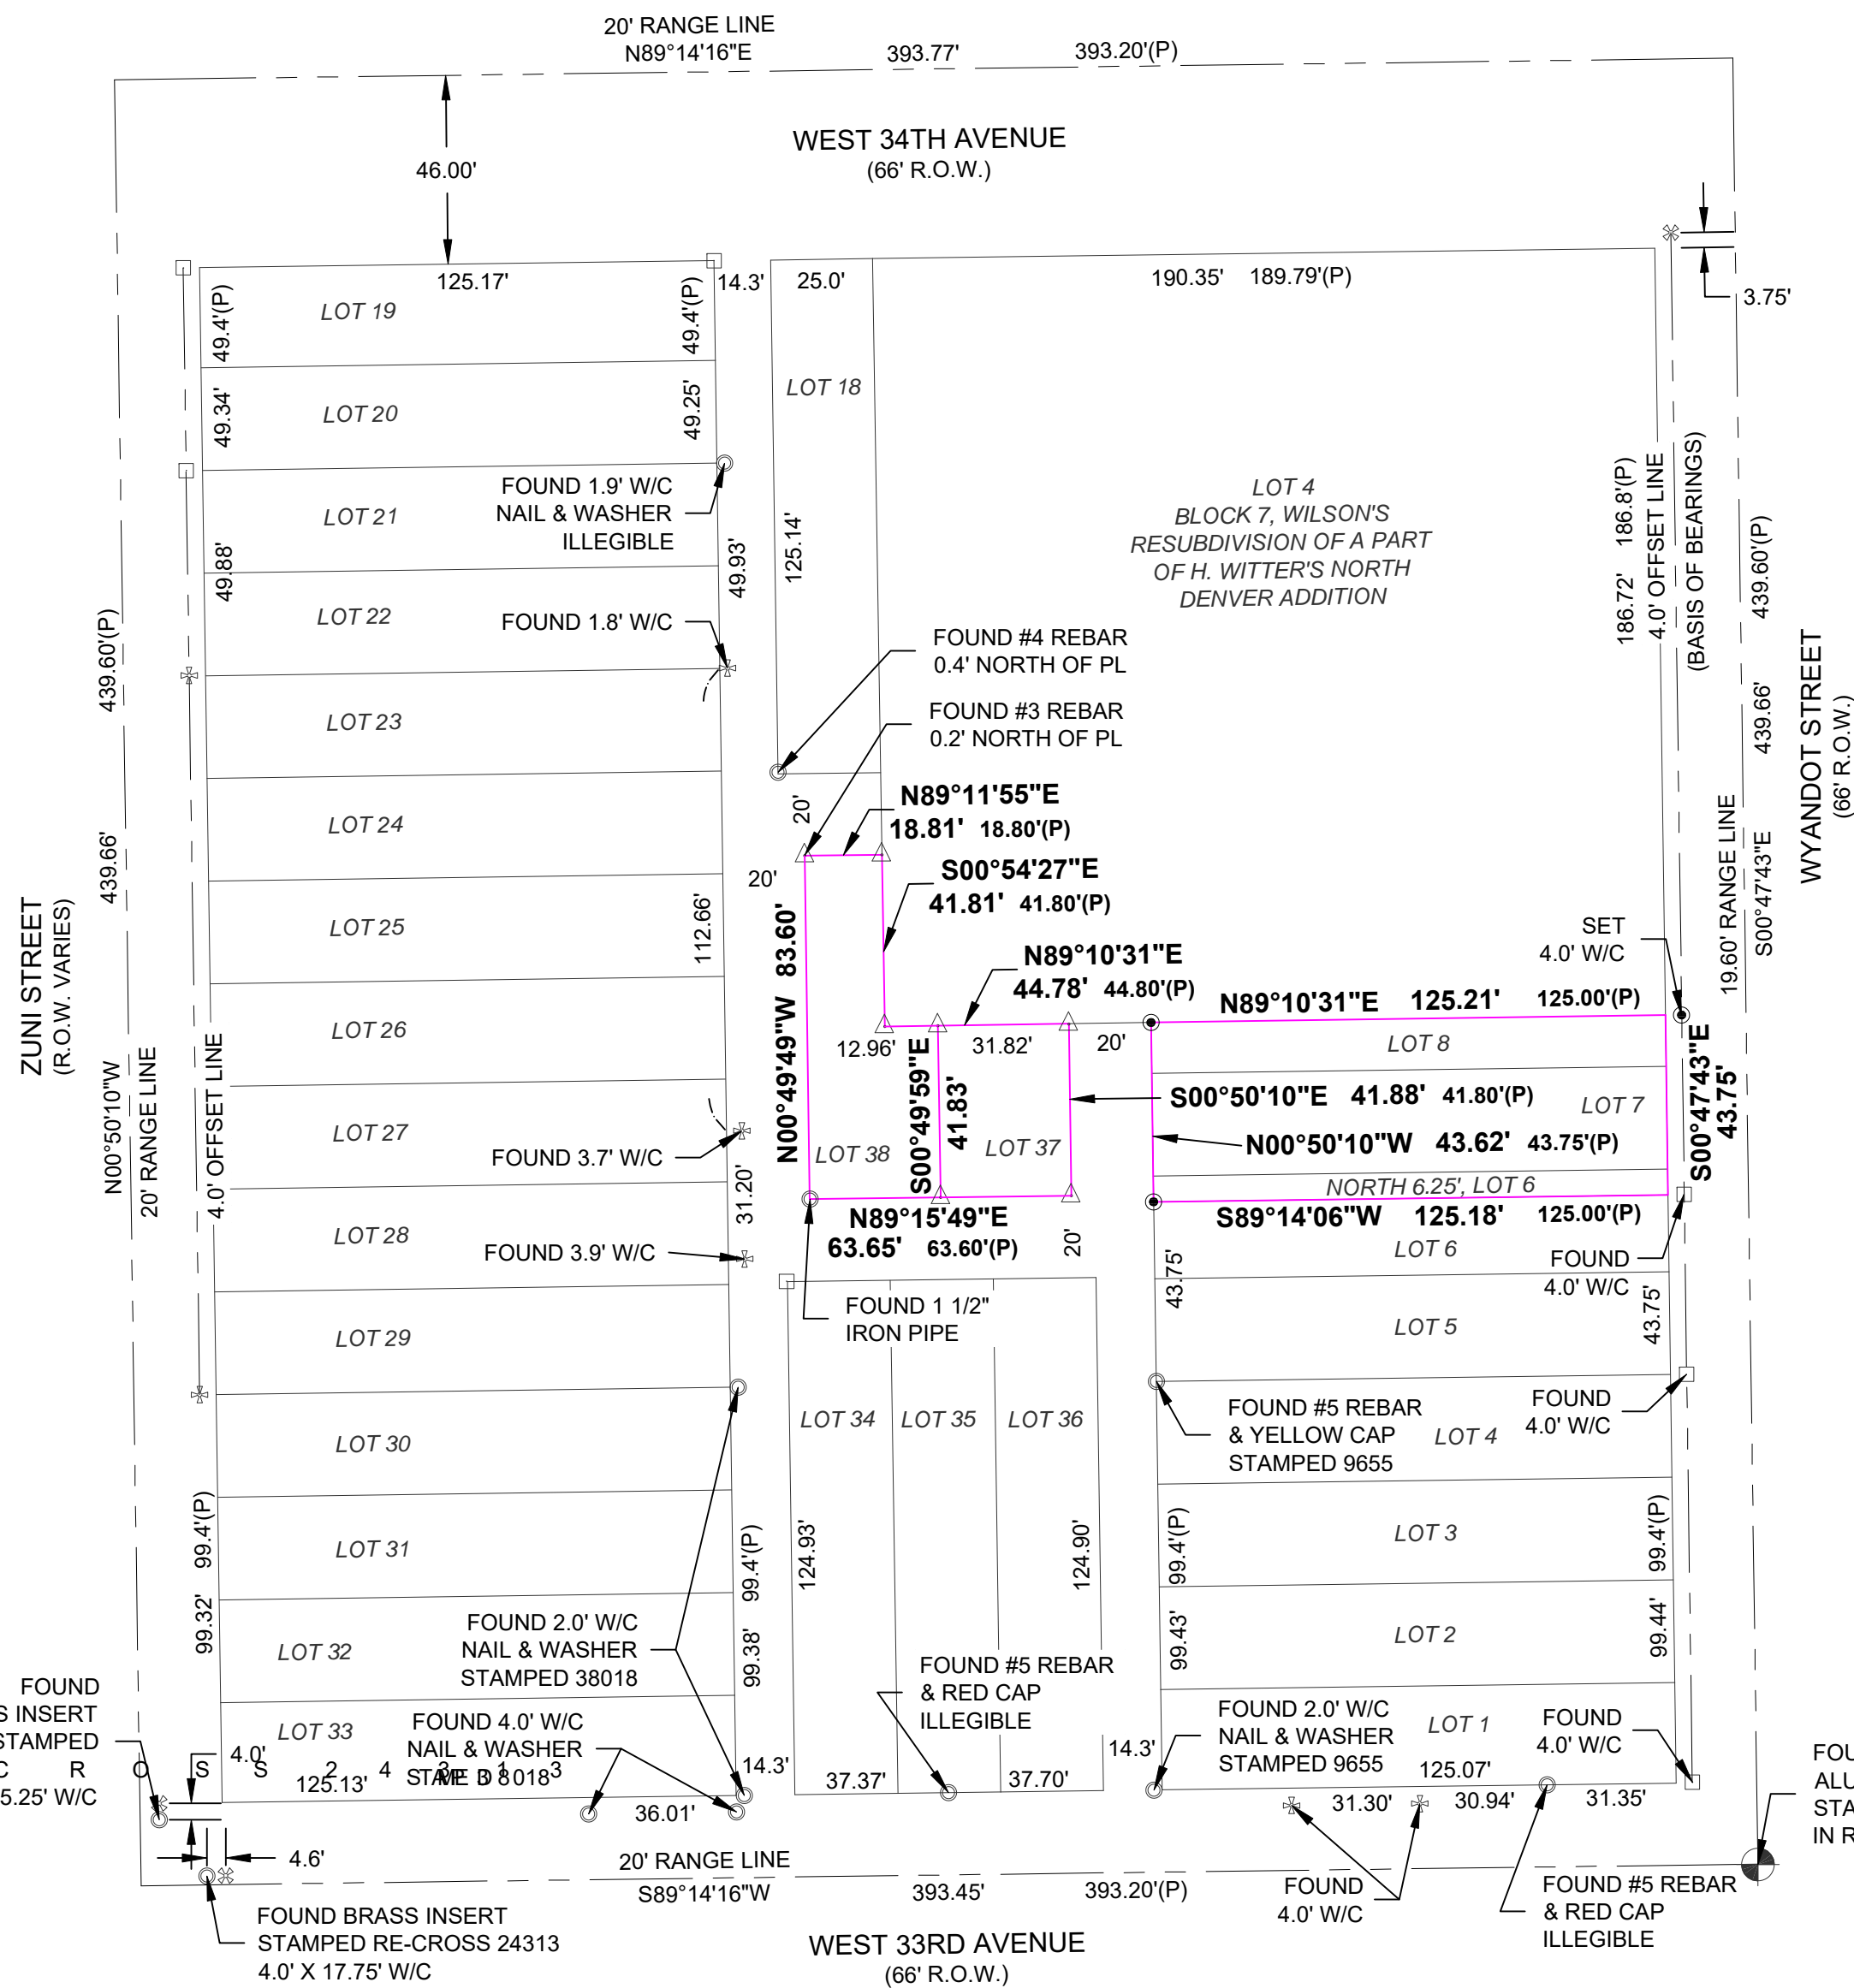 20' RANGE LINE
N89°14'16"E 393.77' 393.20'(P)
WEST 34TH AVENUE
(66' R.O.W.)
46.00'
3.75'
125.17'
14.3'
25.0'
190.35' 189.79'(P)
LOT 19
49.4'(P)
49.4'(P)
LOT 20
49.34'
49.25'
LOT 21
LOT 22
49.88'
49.93'
FOUND 1.9' W/C
NAIL & WASHER
ILLEGIBLE
FOUND 1.8' W/C
LOT 18
125.14'
LOT 4
BLOCK 7, WILSON'S
RESUBDIVISION OF A PART
OF H. WITTER'S NORTH
DENVER ADDITION
186.72' 186.8'(P)
4.0' OFFSET LINE
(BASIS OF BEARINGS)
439.60'(P)
439.66'
19.60' RANGE LINE
S00°47'43"E
WYANDOT STREET
(66' R.O.W.)
439.60'(P)
439.66'
ZUNI STREET
(R.O.W. VARIES)
N00°50'10"W
20' RANGE LINE
4.0' OFFSET LINE
FOUND #4 REBAR
0.4' NORTH OF PL
FOUND #3 REBAR
0.2' NORTH OF PL
LOT 23
LOT 24
LOT 25
LOT 26
LOT 27
LOT 28
LOT 29
LOT 30
LOT 31
LOT 32
LOT 33
112.66'
31.20'
20'
20'
N89°11'55"E
18.81' 18.80'(P)
S00°54'27"E
41.81' 41.80'(P)
N89°10'31"E
44.78' 44.80'(P)
N00°49'49"W 83.60'
12.96'
31.82'
20'
S00°49'59"E
41.83'
LOT 38
LOT 37
N89°15'49"E
63.65' 63.60'(P)
20'
SET
4.0' W/C
N89°10'31"E 125.21' 125.00'(P)
LOT 8
S00°50'10"E 41.88' 41.80'(P)
LOT 7
N00°50'10"W 43.62' 43.75'(P)
S00°47'43"E
43.75'
NORTH 6.25', LOT 6
S89°14'06"W 125.18' 125.00'(P)
LOT 6
FOUND
4.0' W/C
43.75'
43.75'
LOT 5
FOUND 3.7' W/C
FOUND 3.9' W/C
FOUND 1 1/2"
IRON PIPE
LOT 34
LOT 35
LOT 36
124.93'
124.90'
FOUND #5 REBAR
& YELLOW CAP
STAMPED 9655
LOT 4
FOUND
4.0' W/C
LOT 3
LOT 2
LOT 1
99.4'(P)
99.43'
99.4'(P)
99.44'
99.4'(P)
99.32'
99.4'(P)
99.38'
FOUND 2.0' W/C
NAIL & WASHER
STAMPED 38018
FOUND 4.0' W/C
NAIL & WASHER
FOUND #5 REBAR
& RED CAP
ILLEGIBLE
FOUND 2.0' W/C
NAIL & WASHER
STAMPED 9655
FOUND
4.0' W/C
FOUND
INSERT
STAMPED
CROSS 24313
5.25' W/C
4.0'
125.13'
36.01'
14.3'
37.37'
37.70'
14.3'
125.07'
31.30'
30.94'
31.35'
4.6'
20' RANGE LINE
S89°14'16"W 393.45' 393.20'(P)
FOUND
4.0' W/C
FOUND #5 REBAR
& RED CAP
ILLEGIBLE
FOUND BRASS INSERT
STAMPED RE-CROSS 24313
4.0' X 17.75' W/C
WEST 33RD AVENUE
(66' R.O.W.)
IN